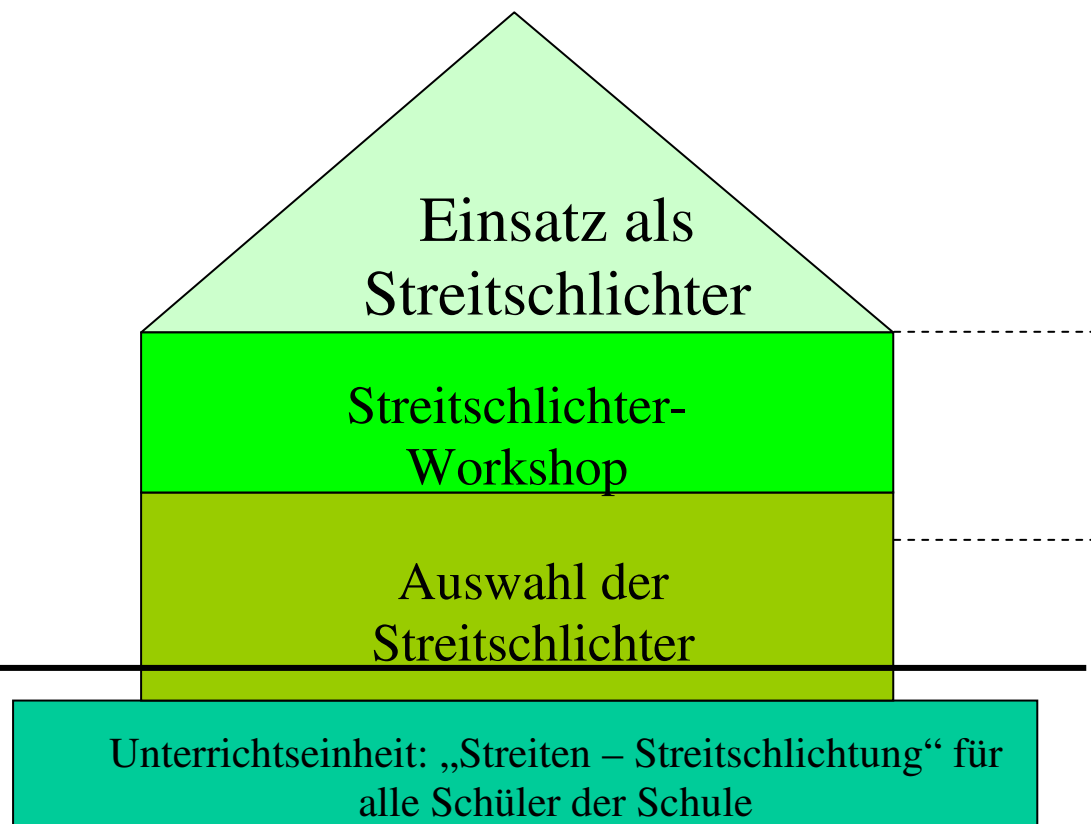 Einsatz als
Streitschlichter
Streitschlichter-
Workshop
Auswahl der
Streitschlichter
Unterrichtseinheit: „Streiten – Streitschlichtung“ für
alle Schüler der Schule